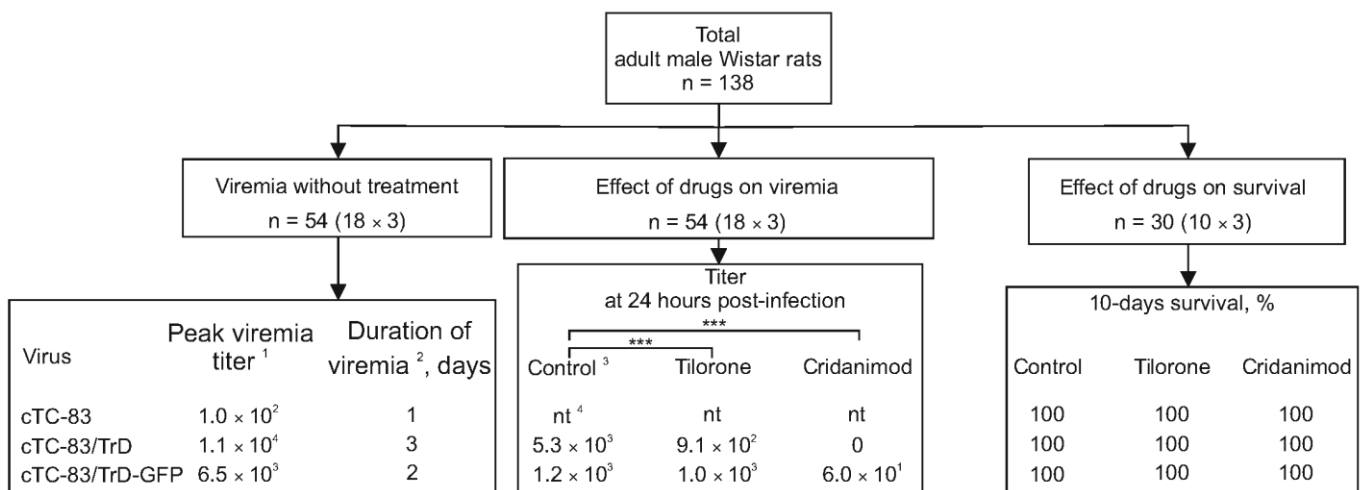 Total
adult male Wistar rats
n = 138
Viremia without treatment
n = 54 (18 × 3)
Effect of drugs on viremia
n = 54 (18 × 3)
Effect of drugs on survival
n = 30 (10 × 3)
Virus Peak viremia titer ¹ Duration of viremia ², days
cTC-83 1.0 × 10² 1
cTC-83/TrD 1.1 × 10⁴ 3
cTC-83/TrD-GFP 6.5 × 10³ 2
Titer
at 24 hours post-infection
***
***
Control ³ Tilorone Cridanimod
nt ⁴ nt nt
5.3 × 10³ 9.1 × 10² 0
1.2 × 10³ 1.0 × 10³ 6.0 × 10¹
10-days survival, %
Control Tilorone Cridanimod
100 100 100
100 100 100
100 100 100